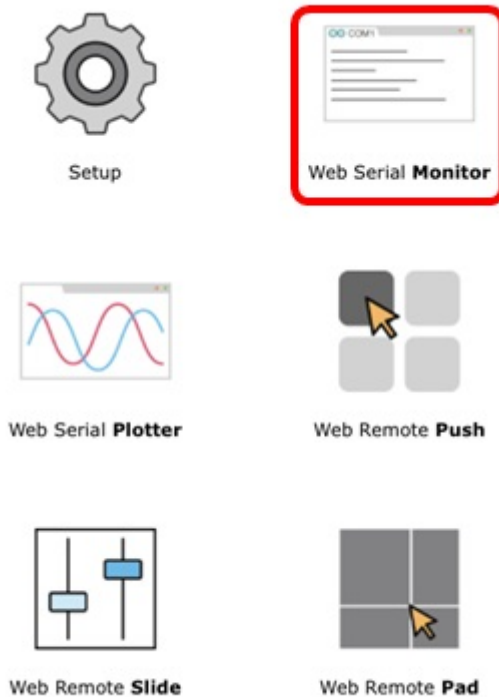 COM1
Setup
Web Serial Monitor
Web Serial Plotter
Web Remote Push
Web Remote Slide
Web Remote Pad